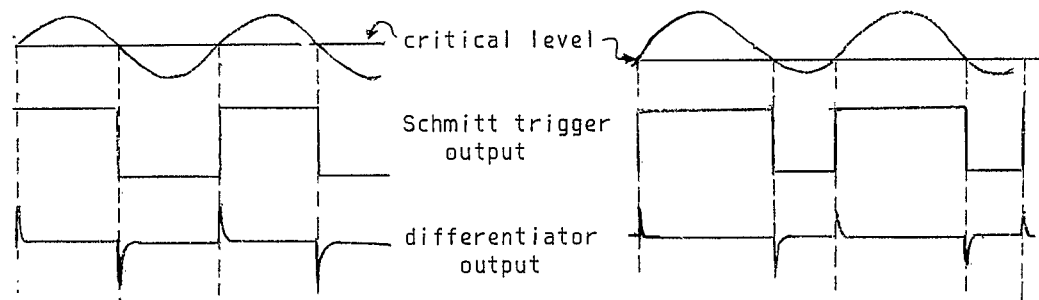 critical level
Schmitt trigger
output
differentiator
output